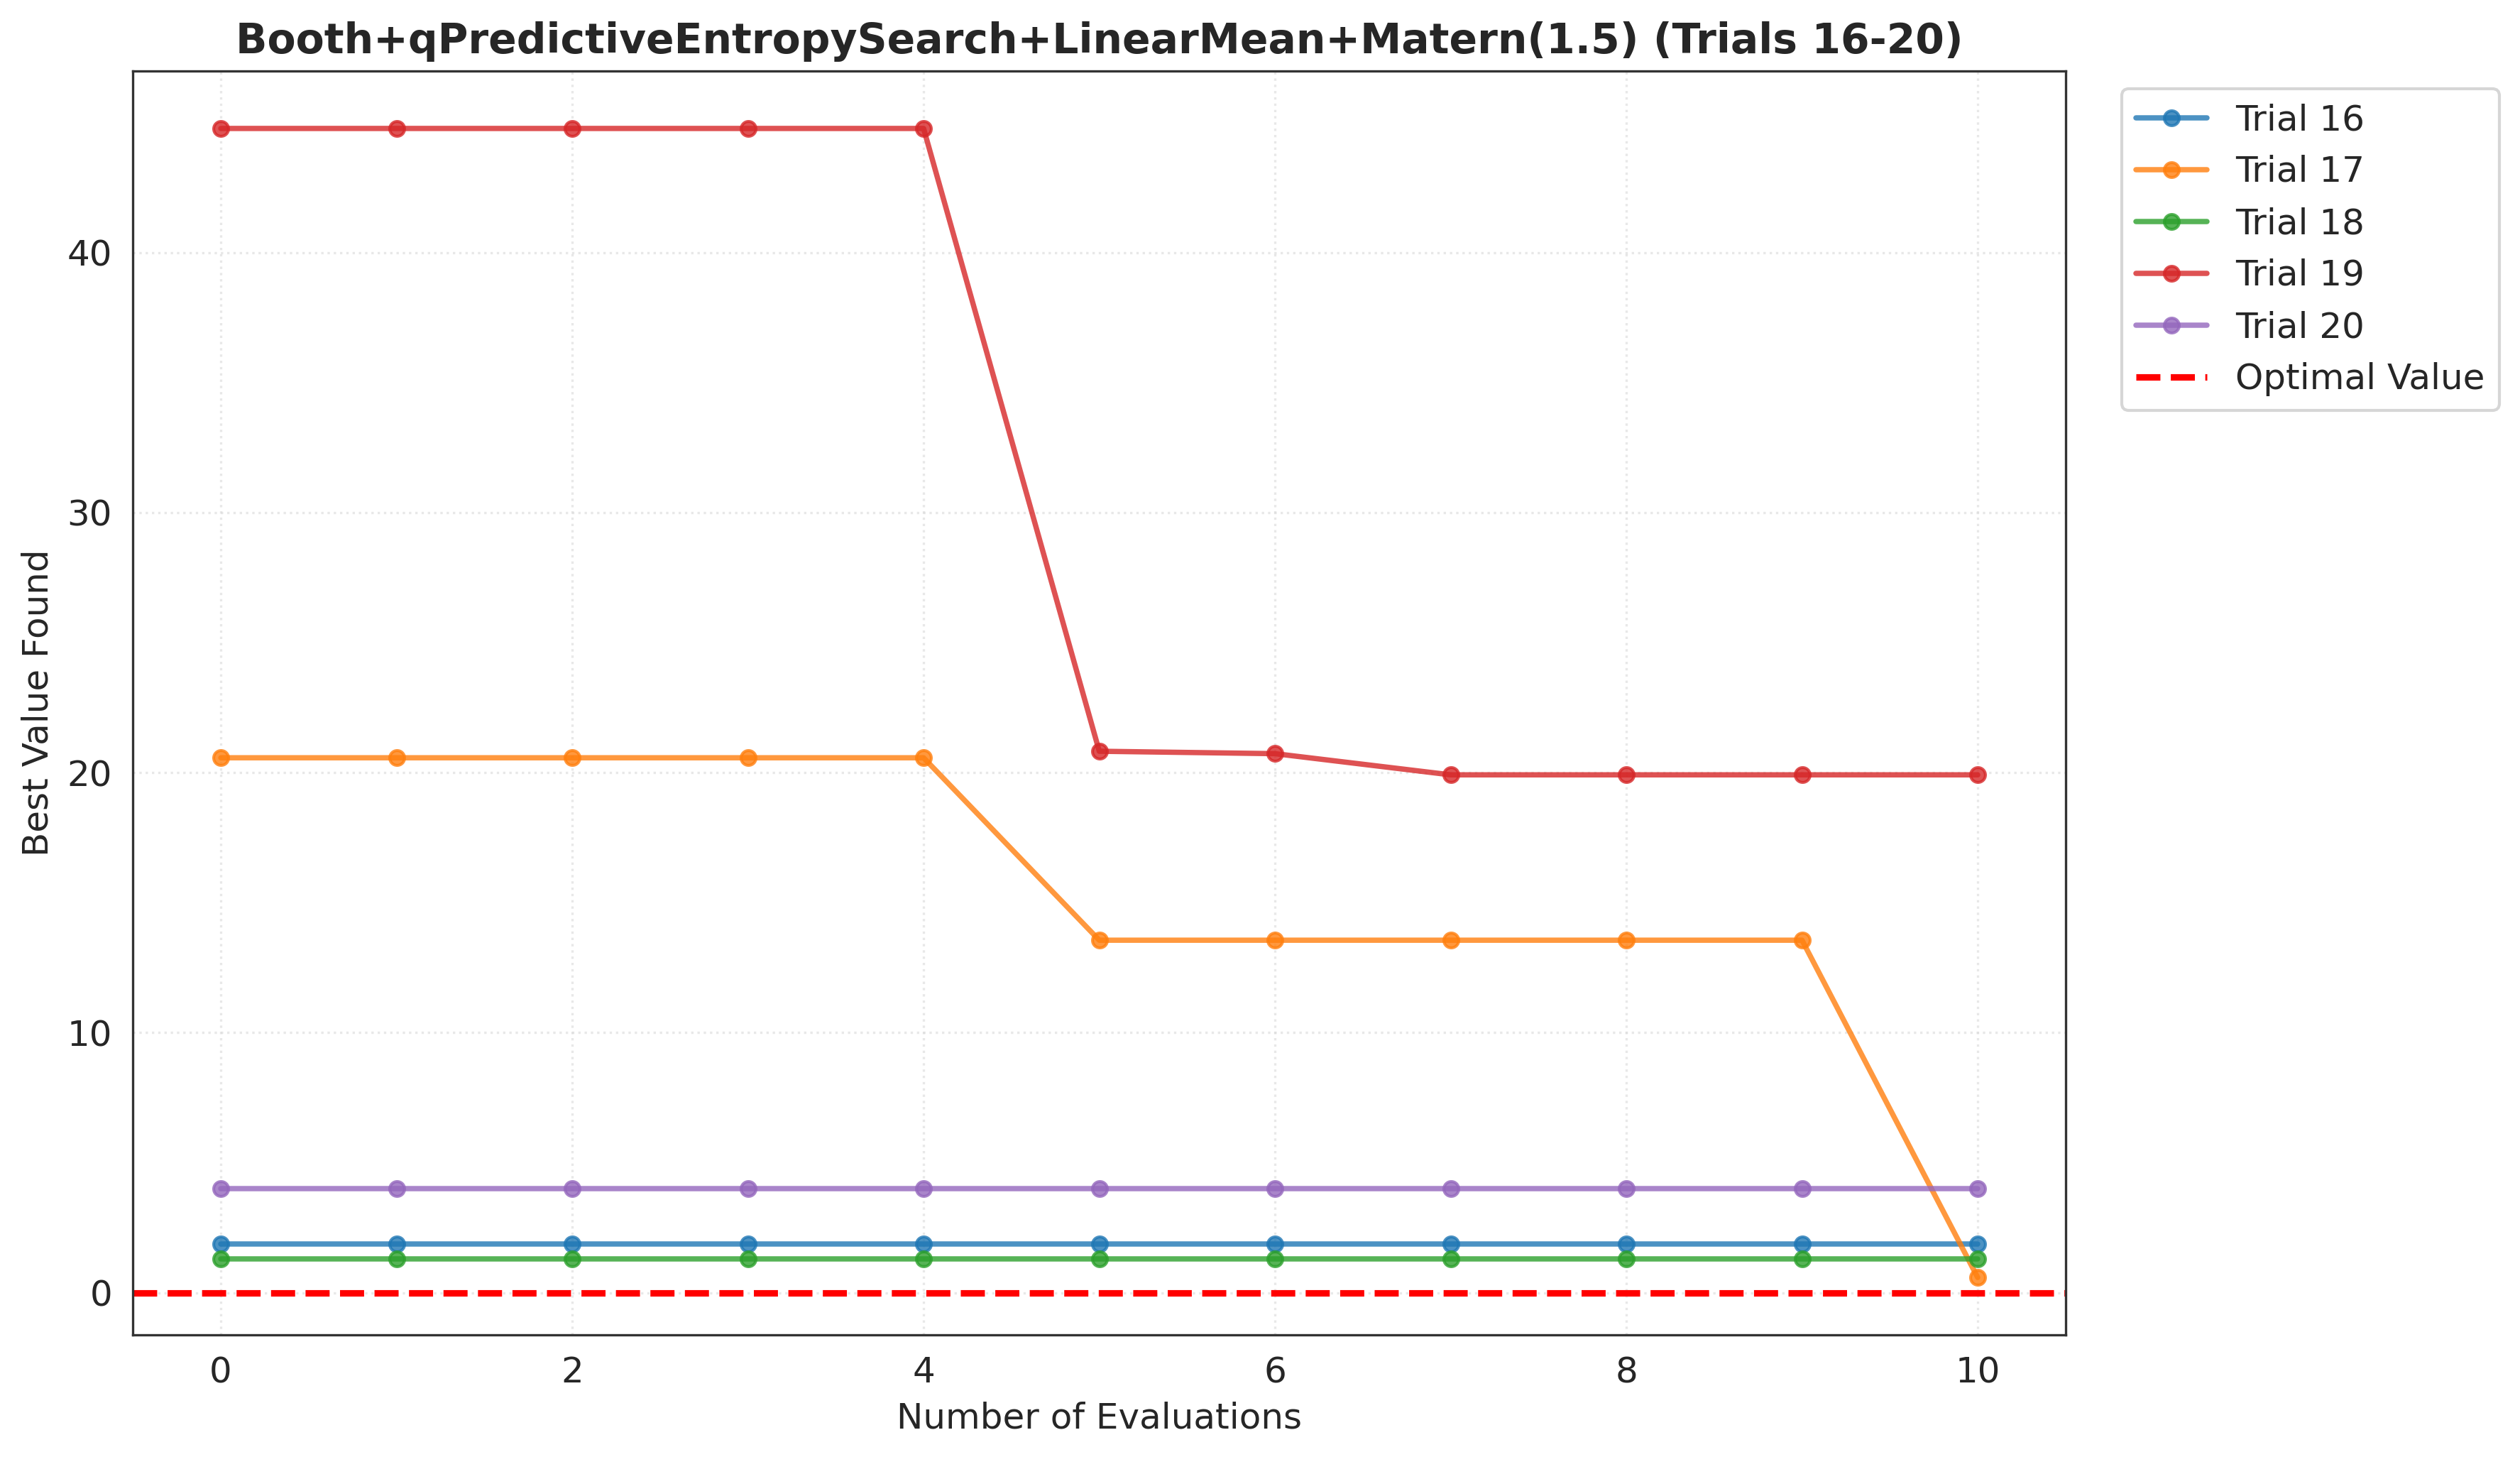 Booth+qPredictiveEntropySearch+LinearMean+Matern(1.5) (Trials 16-20)
Trial 16
Trial 17
Trial 18
Trial 19
Trial 20
Optimal Value
Best Value Found
40
30
20
10
0
0 2 4 6 8 10
Number of Evaluations